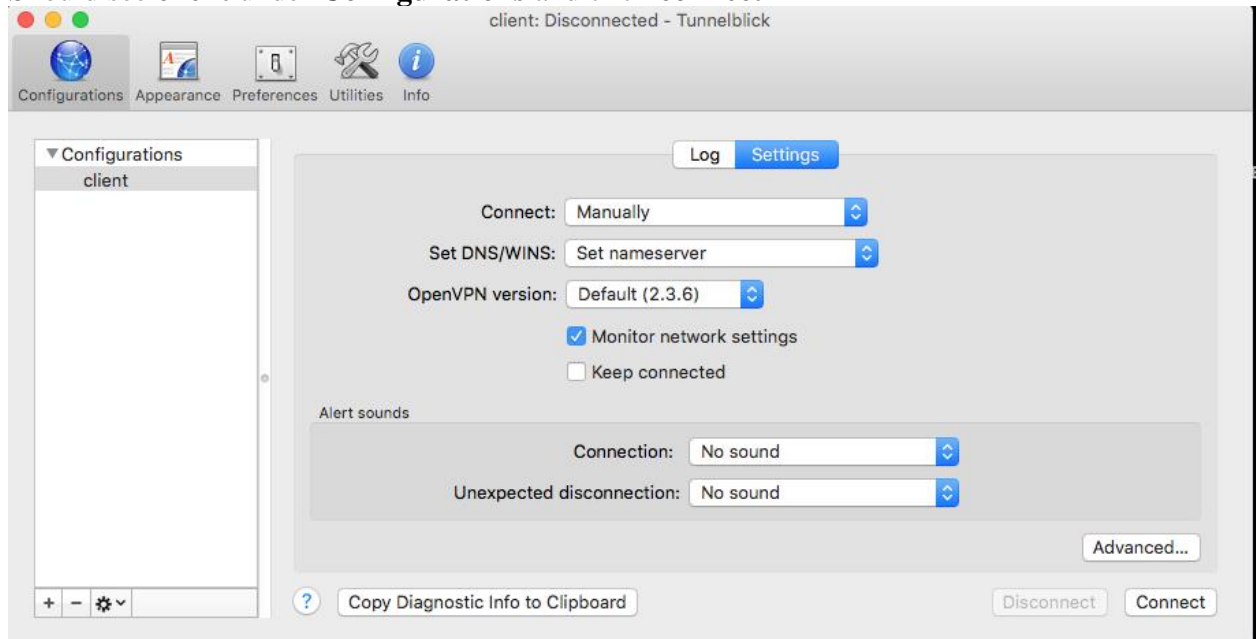 client: Disconnected - Tunnelblick
Configurations Appearance Preferences Utilities Info
Configurations
client
Log Settings
Connect: Manually
Set DNS/WINS: Set nameserver
OpenVPN version: Default (2.3.6)
Monitor network settings
Keep connected
Alert sounds
Connection: No sound
Unexpected disconnection: No sound
Advanced...
+ -
? Copy Diagnostic Info to Clipboard Disconnect Connect